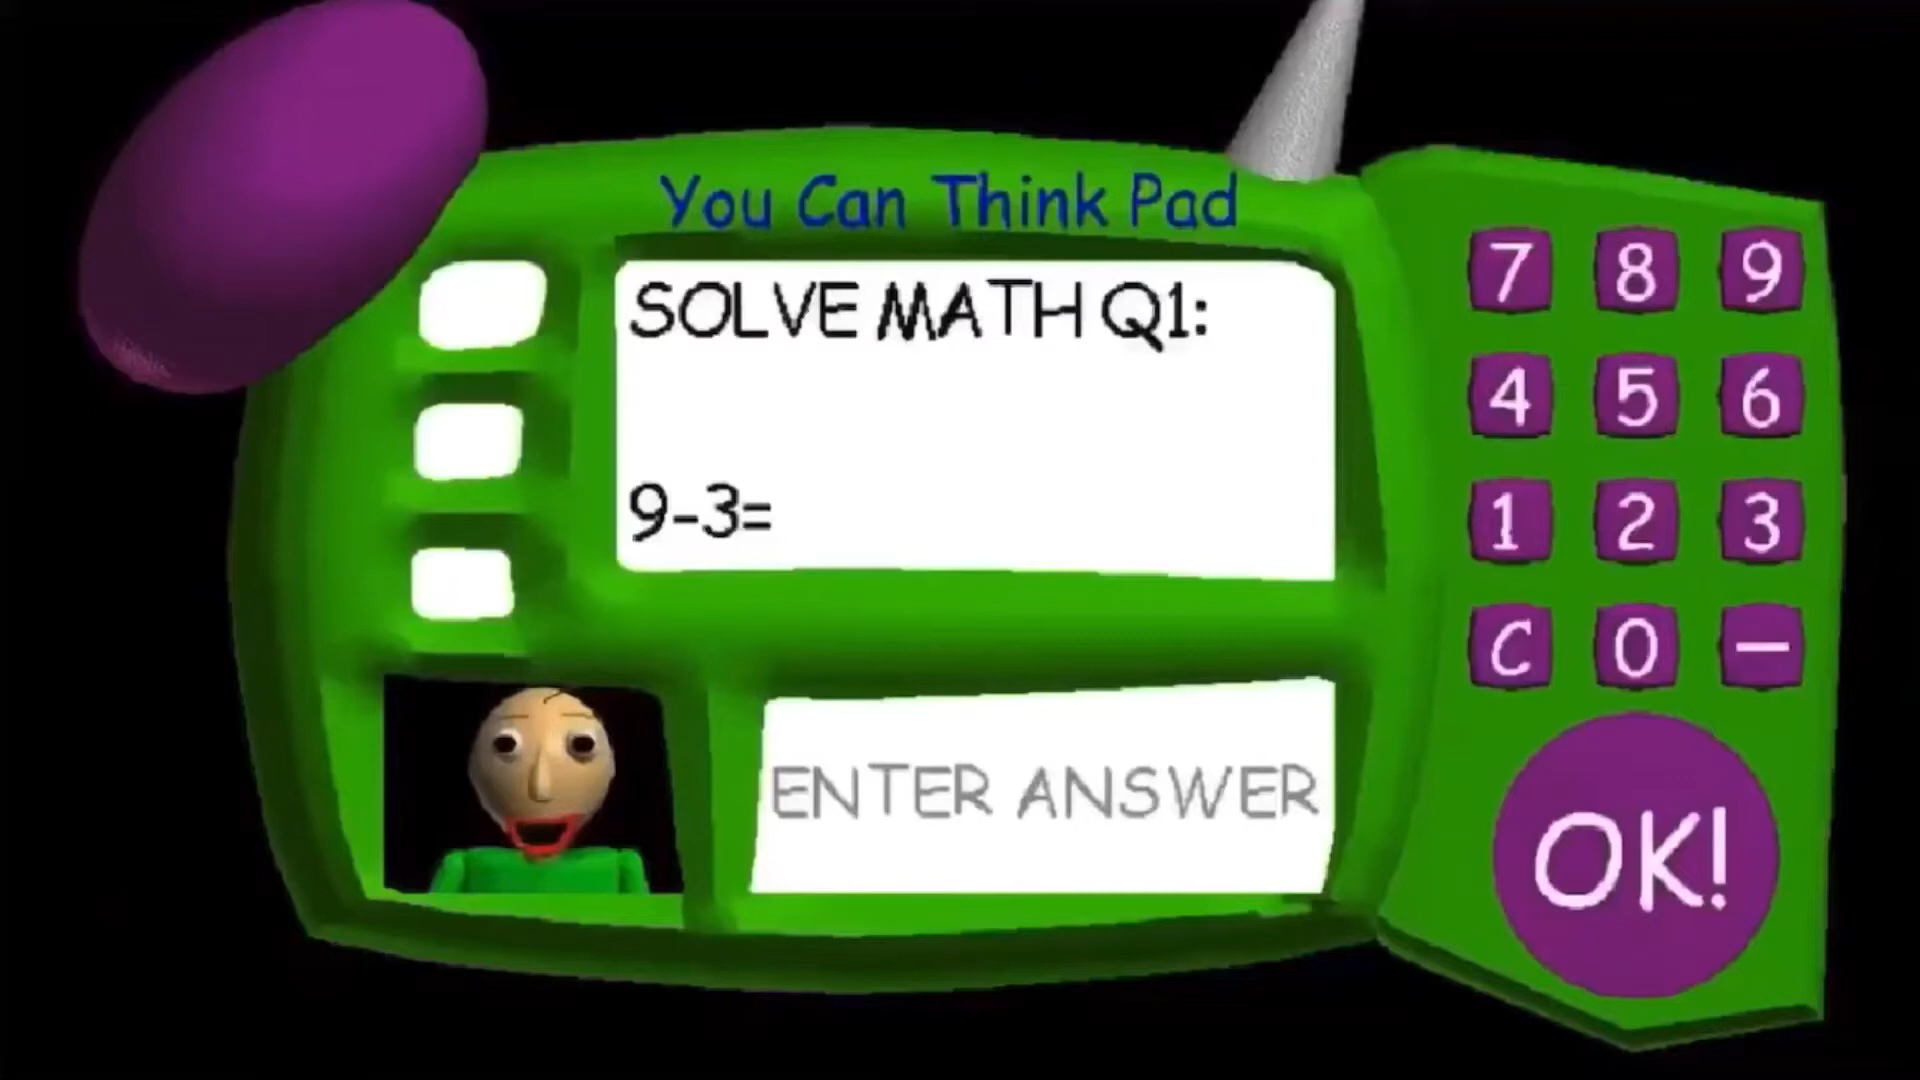 You Can Think Pad
SOLVE MATH Q1:
9-3=
ENTER ANSWER
7 8 9
4 5 6
1 2 3
C 0 −
OK!